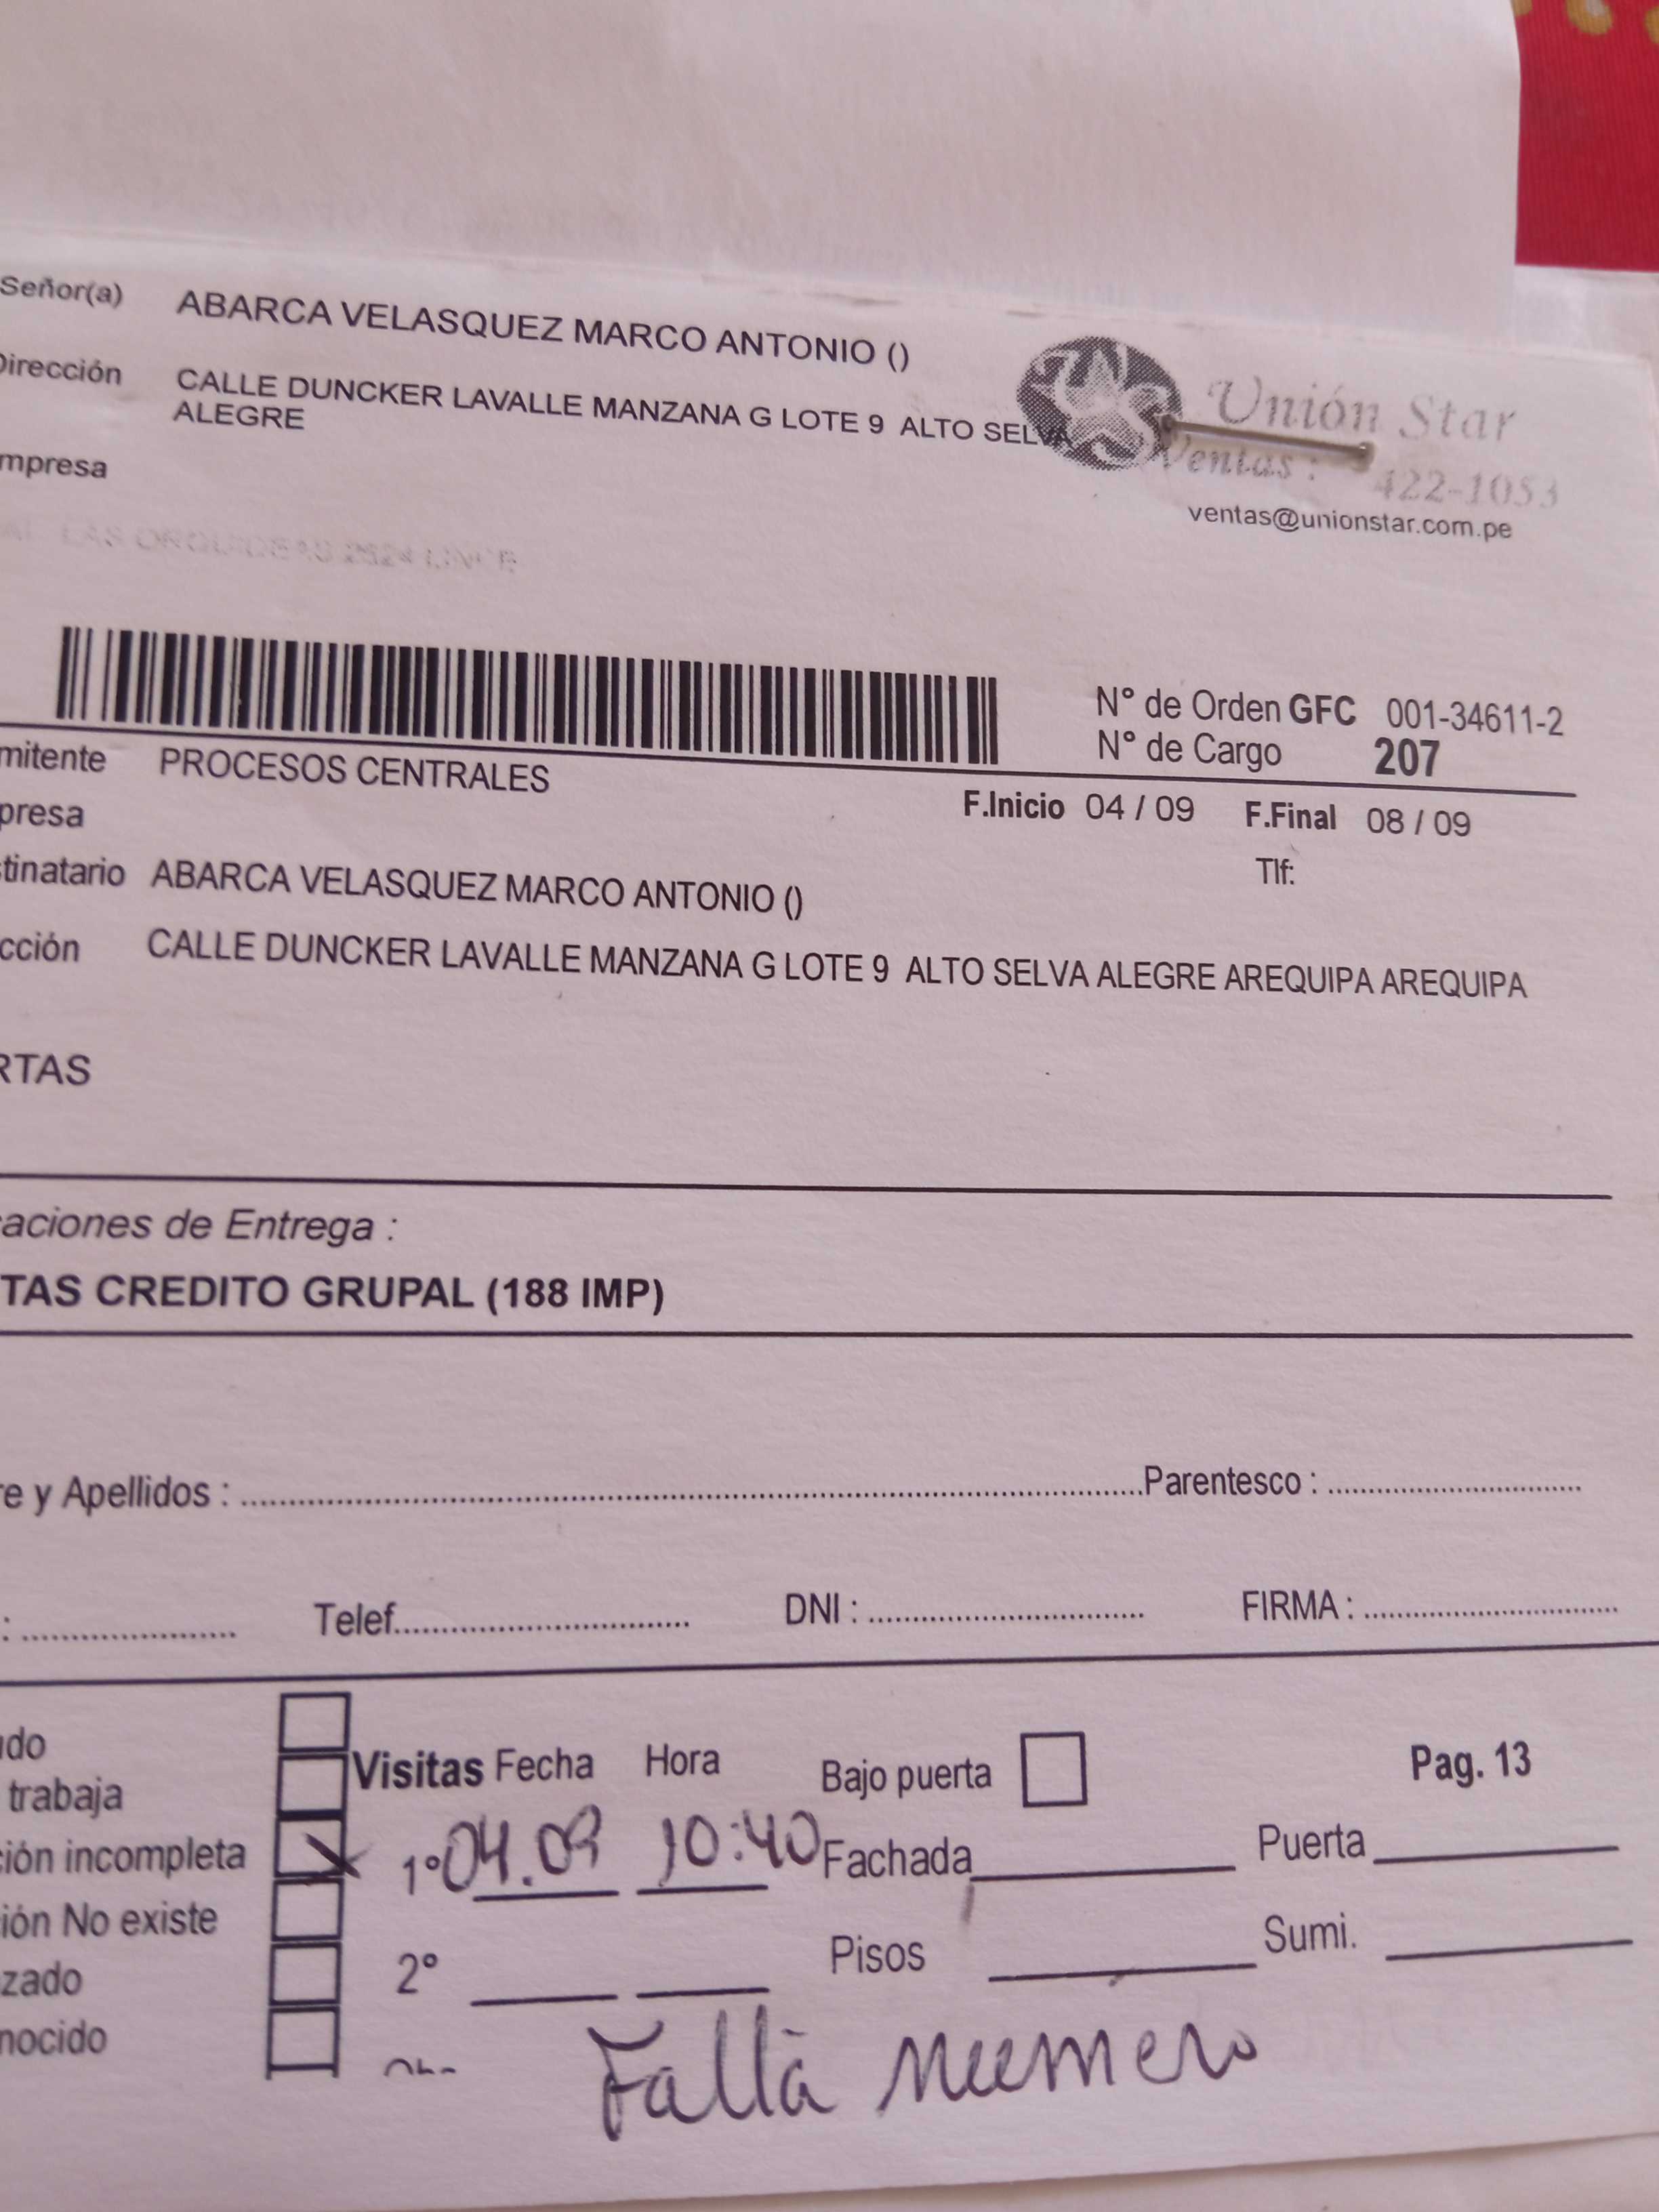 Señor(a) ABARCA VELASQUEZ MARCO ANTONIO ()
Dirección CALLE DUNCKER LAVALLE MANZANA G LOTE 9 ALTO SELVA
ALEGRE
mpresa
Unión Star
Ventas : 422-1053
ventas@unionstar.com.pe
LAS ORQUIDEAS LINCE
N° de Orden GFC 001-34611-2
N° de Cargo 207
mitente PROCESOS CENTRALES
F.Inicio 04 / 09 F.Final 08 / 09
presa
Tlf:
tinatario ABARCA VELASQUEZ MARCO ANTONIO ()
cción CALLE DUNCKER LAVALLE MANZANA G LOTE 9 ALTO SELVA ALEGRE AREQUIPA AREQUIPA
RTAS
caciones de Entrega :
TAS CREDITO GRUPAL (188 IMP)
re y Apellidos : Parentesco :
: Telef. DNI : FIRMA :
do
Visitas Fecha Hora Bajo puerta Pag. 13
trabaja
ción incompleta 1° 04.09 10:40 Fachada Puerta
ión No existe
2° Pisos Sumi.
zado
nocido
Falta numero